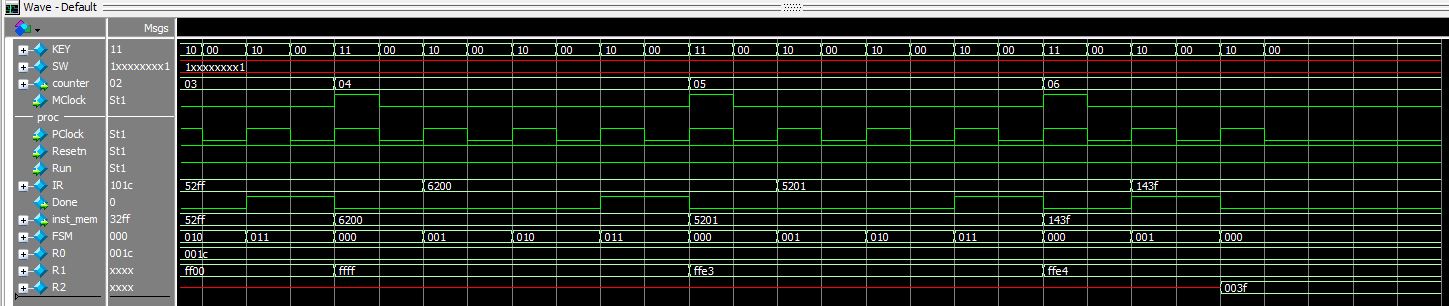 Wave - Default
Msgs
KEY 11 10 00 10 00 11 00 10 00 10 00 10 00 11 00 10 00 10 00 10 00 11 00 10 00 10 00
SW 1xxxxxxxx1 1xxxxxxxx1
counter 02 03 04 05 06
MClock St1
proc
PClock St1
Resetn St1
Run St1
IR 101c 52ff 6200 5201 143f
Done 0
inst_mem 32ff 52ff 6200 5201 143f
FSM 000 010 011 000 001 010 011 000 001 010 011 000 001 000
R0 001c 001c
R1 xxxx ff00 ffff ffe3 ffe4
R2 xxxx 003f